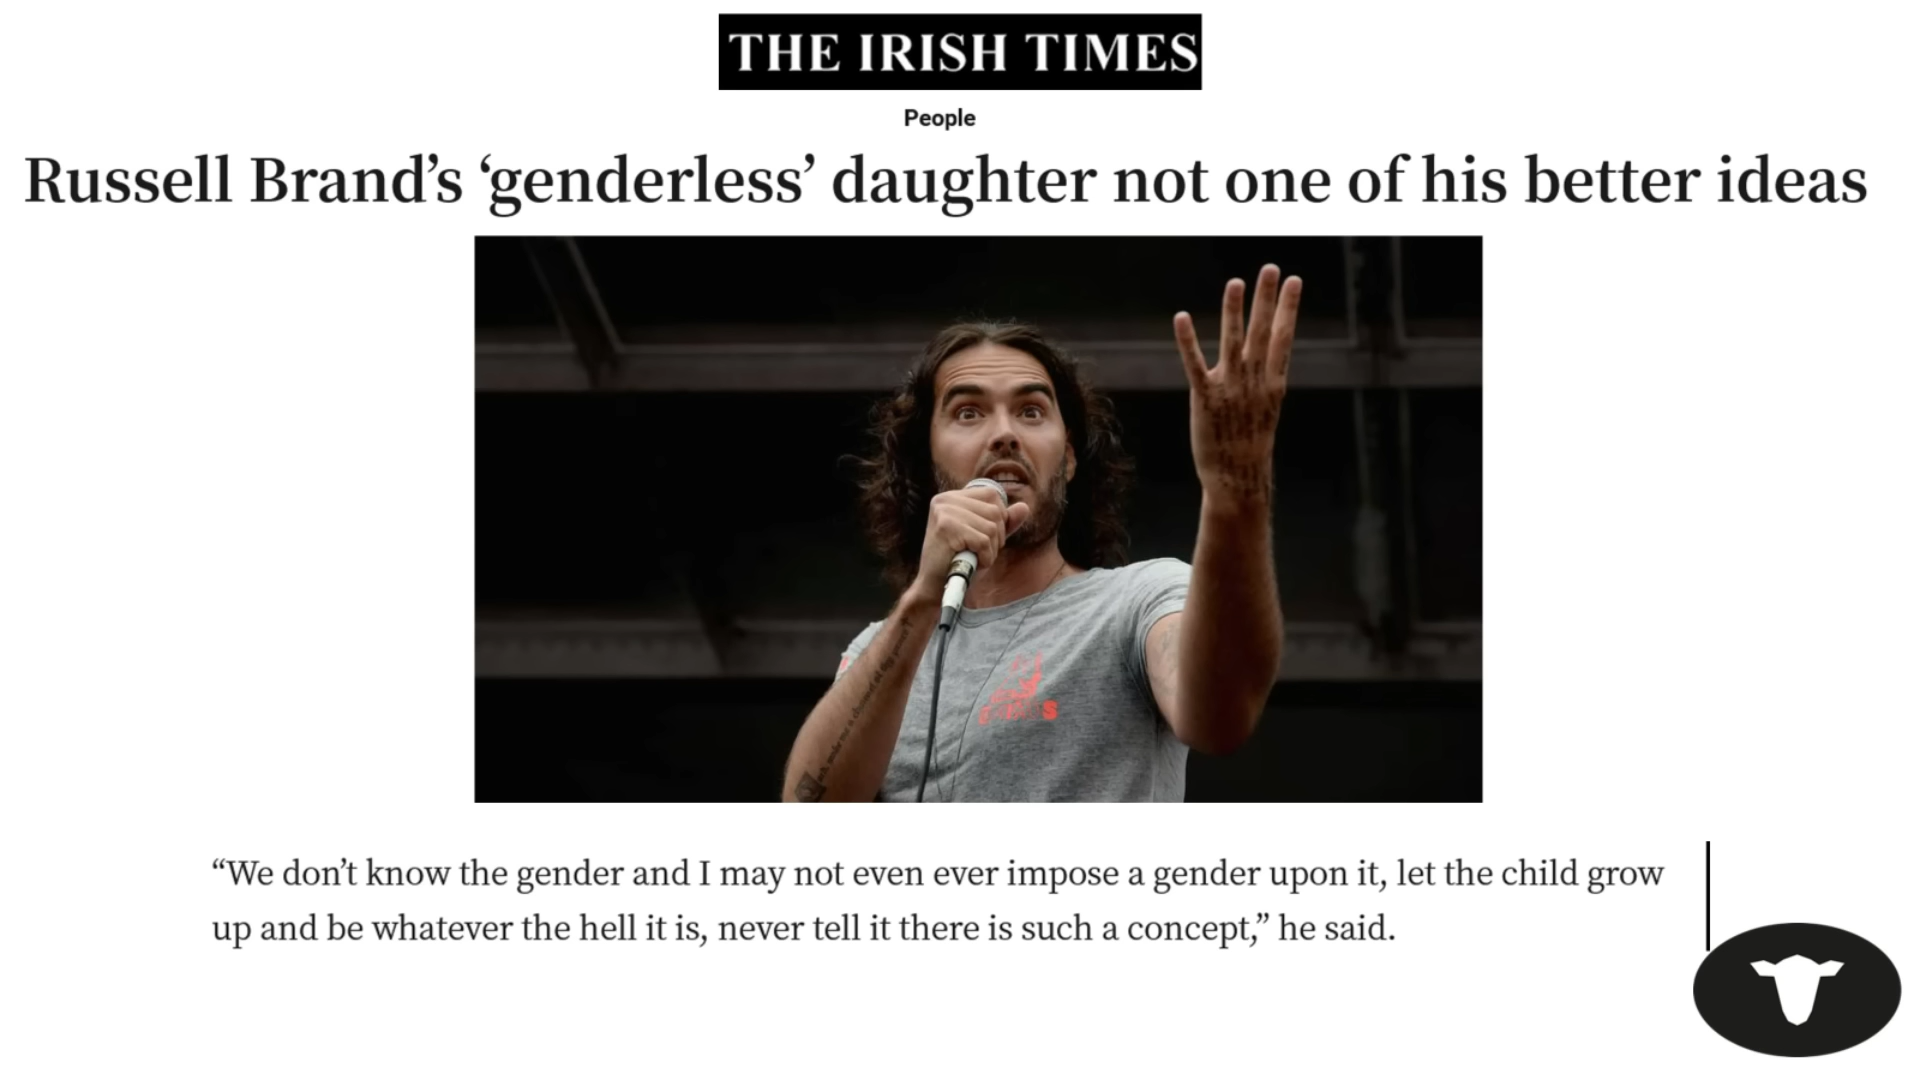 THE IRISH TIMES
People
Russell Brand’s ‘genderless’ daughter not one of his better ideas
“We don’t know the gender and I may not even ever impose a gender upon it, let the child grow
up and be whatever the hell it is, never tell it there is such a concept,” he said.